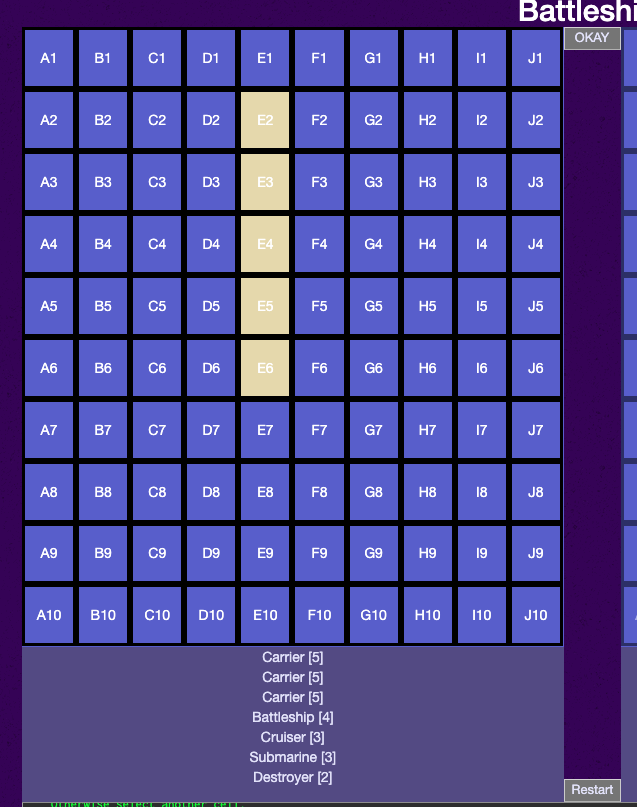 Battleshi
A1 B1 C1 D1 E1 F1 G1 H1 I1 J1
OKAY
A2 B2 C2 D2 E2 F2 G2 H2 I2 J2
A3 B3 C3 D3 E3 F3 G3 H3 I3 J3
A4 B4 C4 D4 E4 F4 G4 H4 I4 J4
A5 B5 C5 D5 E5 F5 G5 H5 I5 J5
A6 B6 C6 D6 E6 F6 G6 H6 I6 J6
A7 B7 C7 D7 E7 F7 G7 H7 I7 J7
A8 B8 C8 D8 E8 F8 G8 H8 I8 J8
A9 B9 C9 D9 E9 F9 G9 H9 I9 J9
A10 B10 C10 D10 E10 F10 G10 H10 I10 J10
Carrier [5]
Carrier [5]
Carrier [5]
Battleship [4]
Cruiser [3]
Submarine [3]
Destroyer [2]
Restart
Otherwise select another cell.